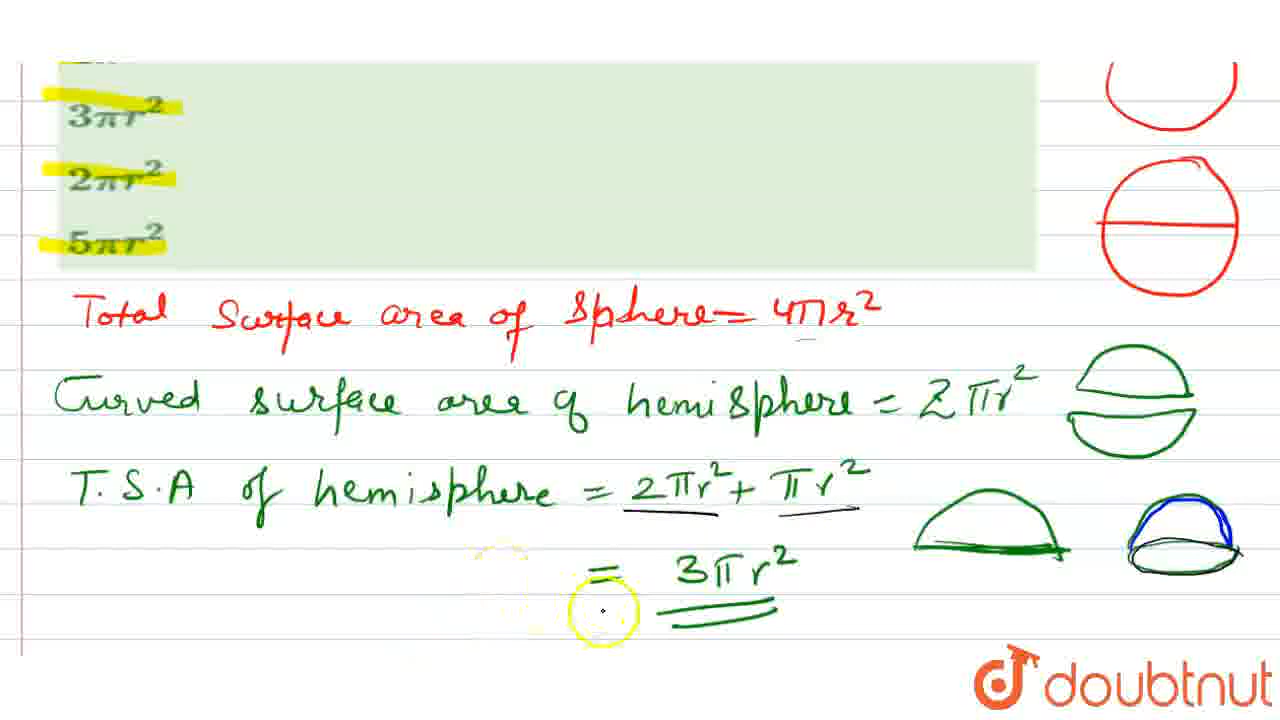 3πr²
2πr²
5πr²
Total Surface area of Sphere = 4πr²
Curved surface area of hemisphere = 2πr²
T.S.A of hemisphere = 2πr² + πr²
= 3πr²
doubtnut